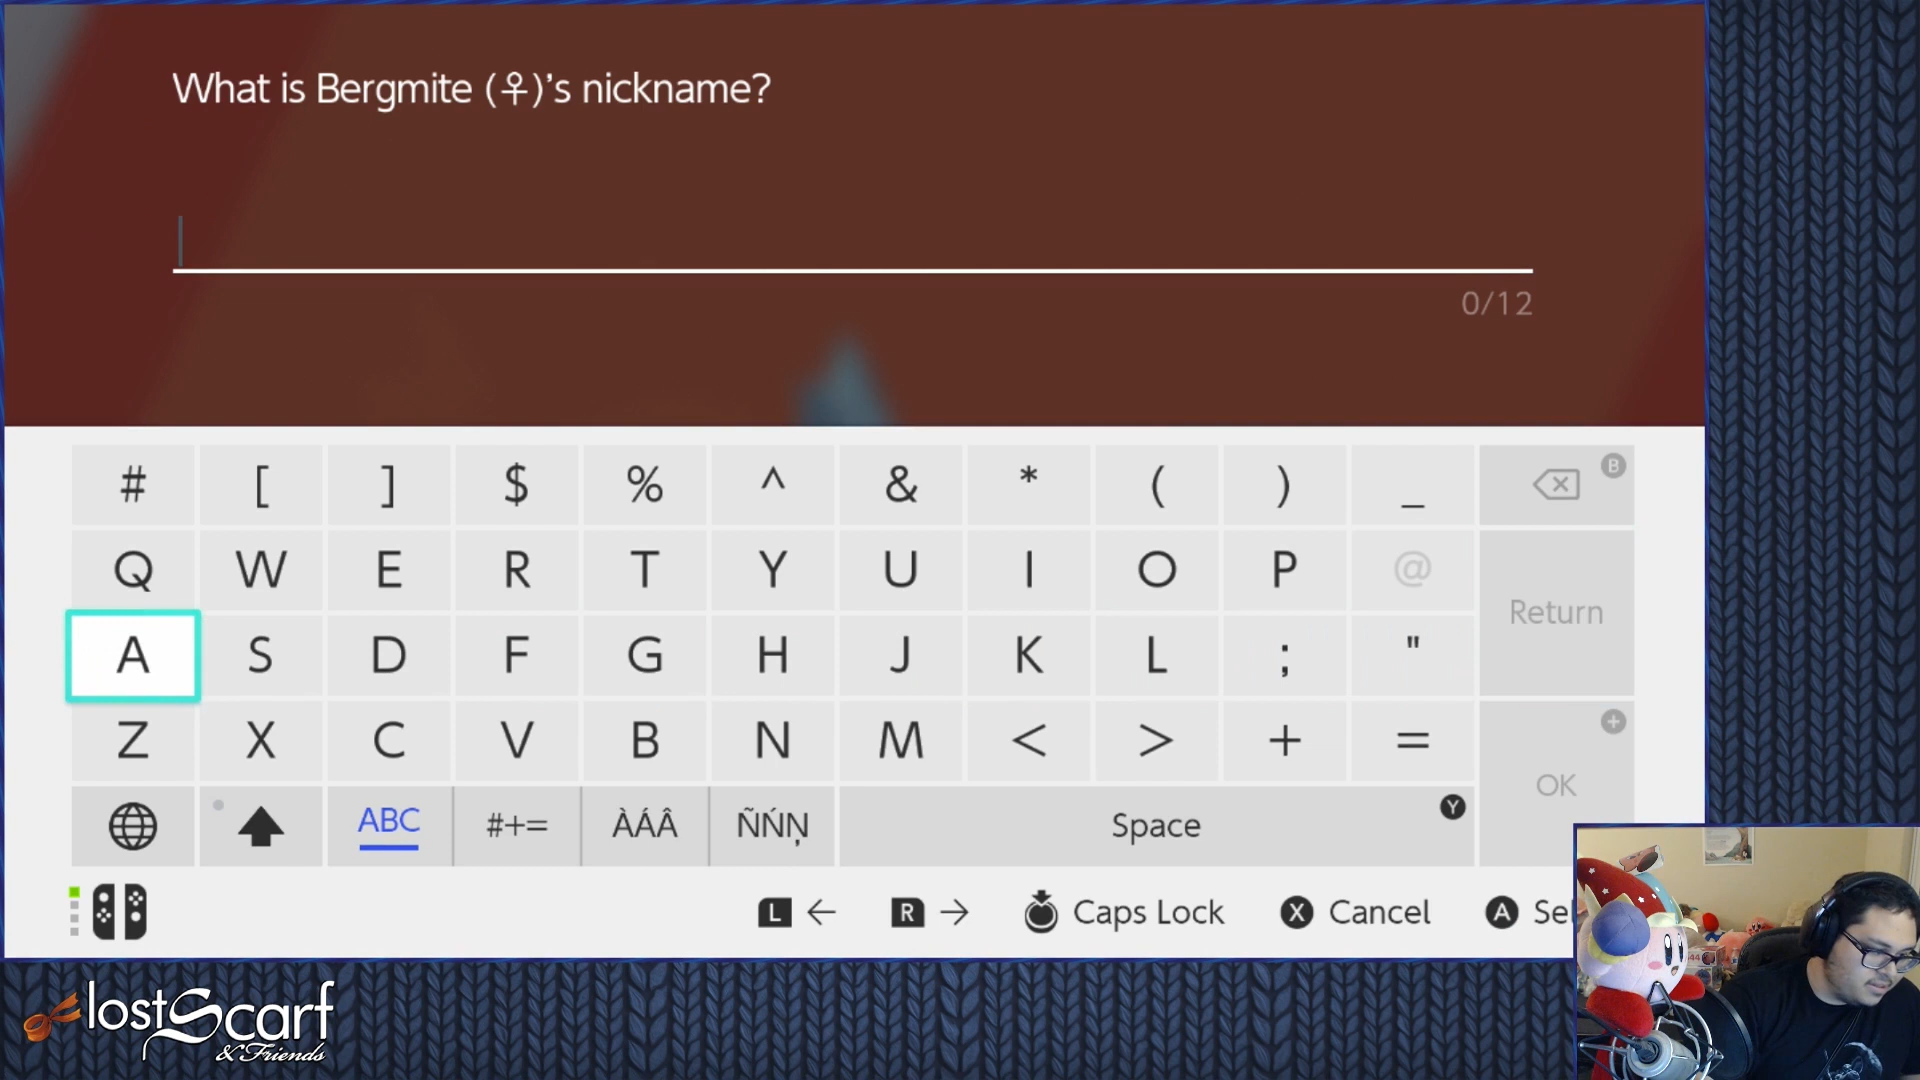 What is Bergmite (♀)'s nickname?
0/12
# [ ] $ % ^ & * ( ) _ B
Q W E R T Y U I O P @ Return
A S D F G H J K L ; "
Z X C V B N M < > + = + OK
ABC #+= ÀÁÂ ÑŃŅ Space Y
L ← R → Caps Lock X Cancel A Se
lostScarf
& Friends